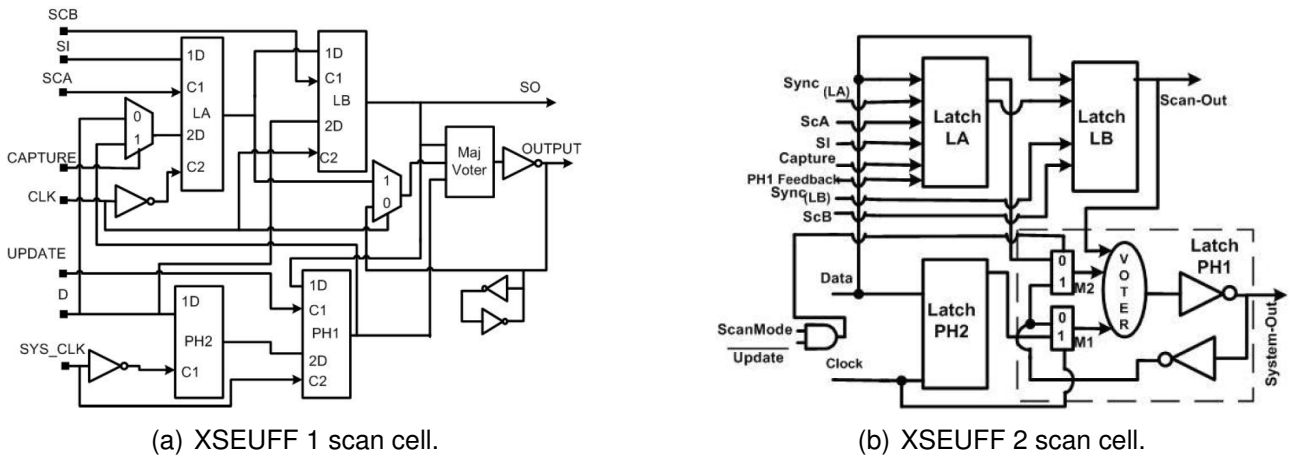 SCB
SI
SCA
CAPTURE
CLK
UPDATE
D
SYS_CLK
1D
C1
LA
2D
C2
0
1
1D
C1
LB
2D
C2
SO
1
0
Maj
Voter
OUTPUT
1D
PH2
C1
1D
C1
PH1
2D
C2
(a) XSEUFF 1 scan cell.
Sync
(LA)
ScA
SI
Capture
PH1 Feedback
Sync
(LB)
ScB
Latch
LA
Latch
LB
Scan-Out
Data
ScanMode
Update
Clock
Latch
PH2
0
1
M2
0
1
M1
VOTER
Latch
PH1
System-Out
(b) XSEUFF 2 scan cell.